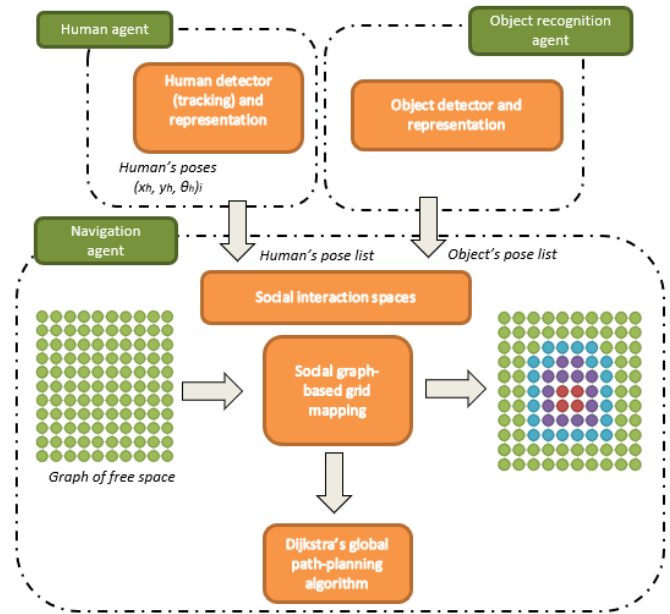 Human agent
Object recognition
agent
Human detector
(tracking) and
representation
Object detector and
representation
Human's poses
(xh, yh, θh)i
Navigation
agent
Human's pose list
Object's pose list
Social interaction spaces
Social graph-
based grid
mapping
Graph of free space
Dijkstra's global
path-planning
algorithm